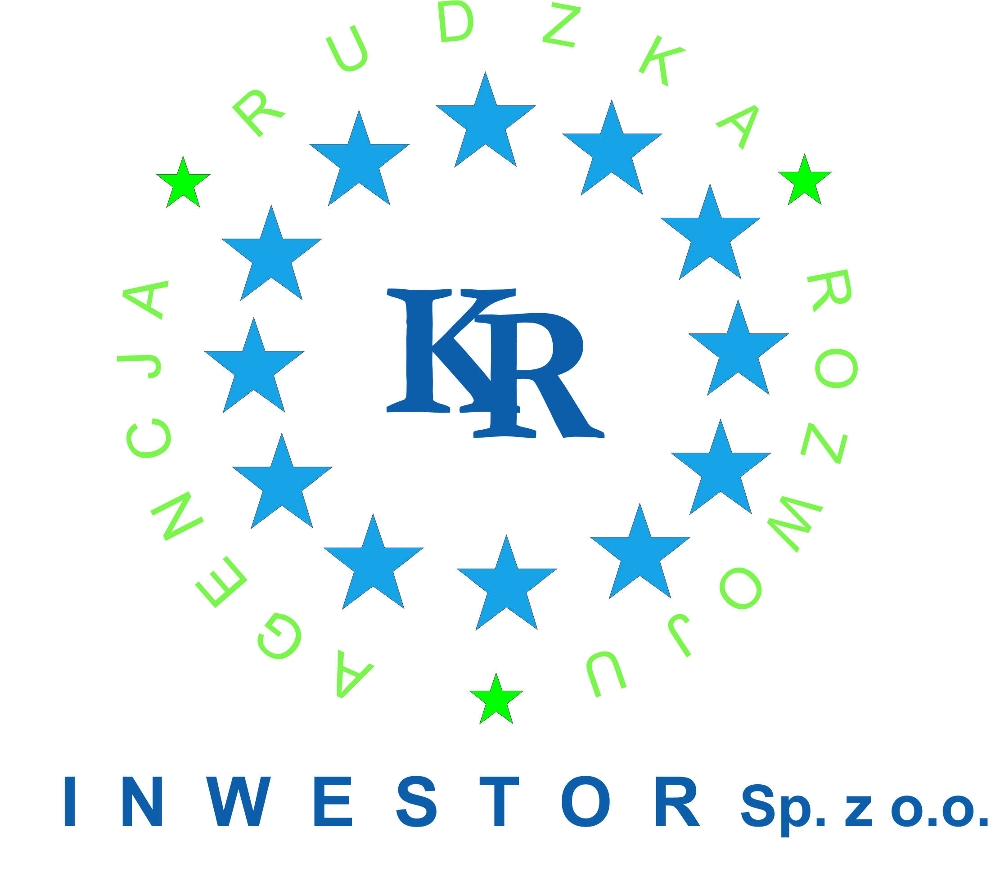 RUDZKA
AGENCJA
ROZWOJU
KR
INWESTOR Sp. z o.o.